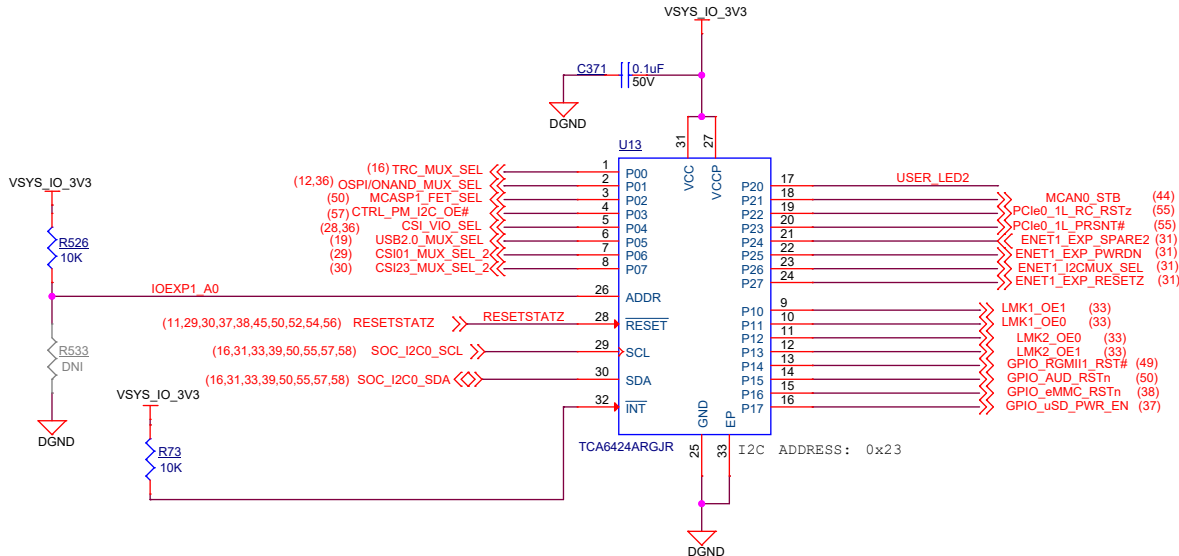 VSYS_IO_3V3
C371 0.1uF
50V
DGND
31
27
U13
VCC
VCCP
(16) TRC_MUX_SEL 1 P00
(12,36) OSPI/ONAND_MUX_SEL 2 P01
(50) MCASP1_FET_SEL 3 P02
(57) CTRL_PM_I2C_OE# 4 P03
(28,36) CSI_VIO_SEL 5 P04
(19) USB2.0_MUX_SEL 6 P05
(29) CSI01_MUX_SEL_2 7 P06
(30) CSI23_MUX_SEL_2 8 P07
P20 17 USER_LED2
P21 18 MCAN0_STB (44)
P22 19 PCIe0_1L_RC_RSTz (55)
P23 20 PCIe0_1L_PRSNT# (55)
P24 21 ENET1_EXP_SPARE2 (31)
P25 22 ENET1_EXP_PWRDN (31)
P26 23 ENET1_I2CMUX_SEL (31)
P27 24 ENET1_EXP_RESETZ (31)
VSYS_IO_3V3
R526
10K
IOEXP1_A0 26 ADDR
R533
DNI
DGND
(11,29,30,37,38,45,50,52,54,56) RESETSTATZ RESETSTATZ 28 RESET
(16,31,33,39,50,55,57,58) SOC_I2C0_SCL 29 SCL
(16,31,33,39,50,55,57,58) SOC_I2C0_SDA 30 SDA
32 INT
P10 9 LMK1_OE1 (33)
P11 10 LMK1_OE0 (33)
P12 11 LMK2_OE0 (33)
P13 12 LMK2_OE1 (33)
P14 13 GPIO_RGMII1_RST# (49)
P15 14 GPIO_AUD_RSTn (50)
P16 15 GPIO_eMMC_RSTn (38)
P17 16 GPIO_uSD_PWR_EN (37)
VSYS_IO_3V3
R73
10K
GND
EP
TCA6424ARGJR
25
33
I2C ADDRESS: 0x23
DGND